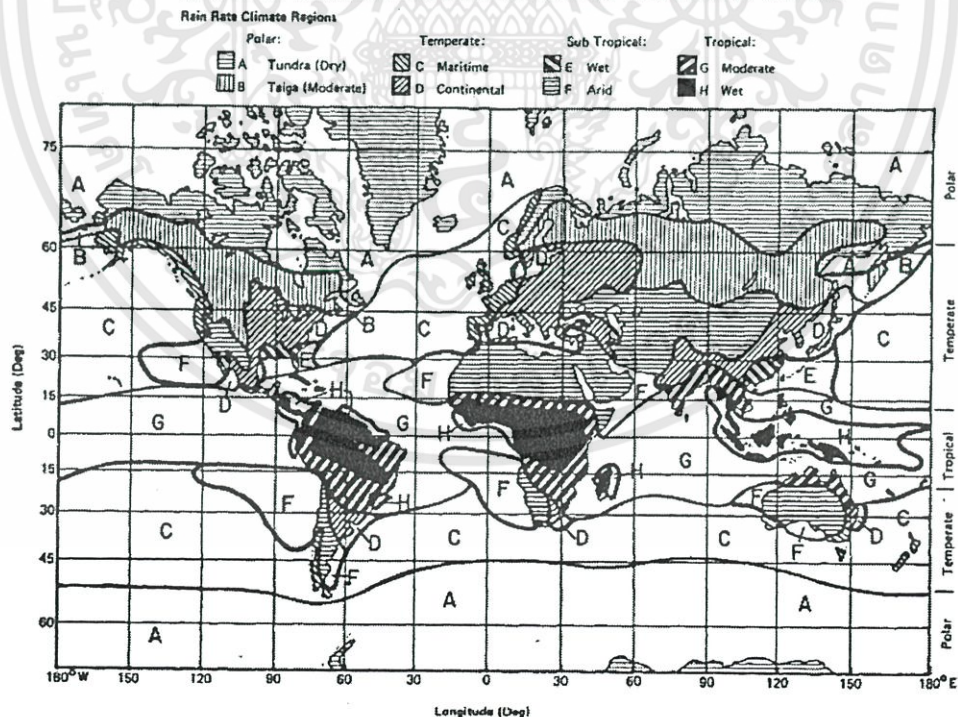 Rain Rate Climate Regions
Polar: Temperate: Sub Tropical: Tropical:
A Tundra (Dry) C Maritime E Wet G Moderate
B Taiga (Moderate) D Continental F Arid H Wet
75 A A A Polar
60 C D A A B
B
45 C D B C D C Temperate
30 F E F F E
D H
15 G G H G H Tropical
0
15 F F H G G
H F C
30 C D C D C F D Temperate
45 F
A A
60 A Polar
180°W 150 120 90 60 30 0 30 60 90 120 150 180°E
Latitude (Deg)
Longitude (Deg)